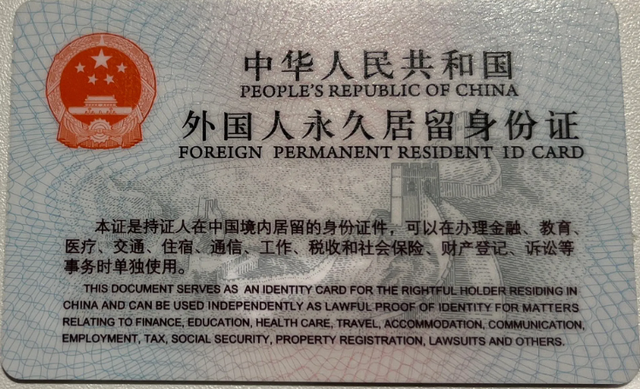 中华人民共和国
PEOPLE'S REPUBLIC OF CHINA
外国人永久居留身份证
FOREIGN PERMANENT RESIDENT ID CARD
本证是持证人在中国境内居留的身份证件，可以在办理金融、教育、
医疗、交通、住宿、通信、工作、税收和社会保险、财产登记、诉讼等
事务时单独使用。
THIS DOCUMENT SERVES AS AN IDENTITY CARD FOR THE RIGHTFUL HOLDER RESIDING IN
CHINA AND CAN BE USED INDEPENDENTLY AS LAWFUL PROOF OF IDENTITY FOR MATTERS
RELATING TO FINANCE, EDUCATION, HEALTH CARE, TRAVEL, ACCOMMODATION, COMMUNICATION,
EMPLOYMENT, TAX, SOCIAL SECURITY, PROPERTY REGISTRATION, LAWSUITS AND OTHERS.